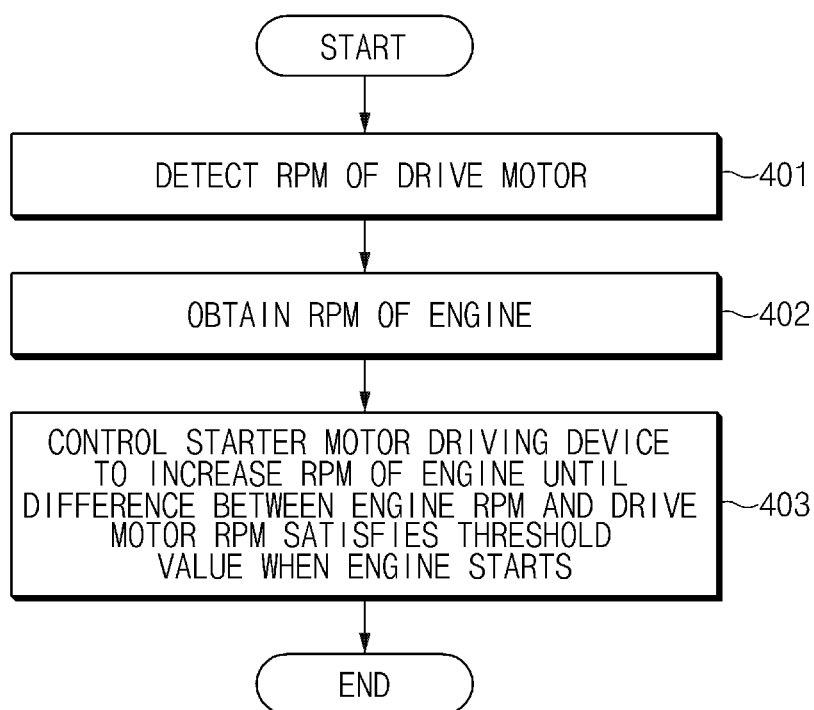 START
DETECT RPM OF DRIVE MOTOR
401
OBTAIN RPM OF ENGINE
402
CONTROL STARTER MOTOR DRIVING DEVICE
TO INCREASE RPM OF ENGINE UNTIL
DIFFERENCE BETWEEN ENGINE RPM AND DRIVE
MOTOR RPM SATISFIES THRESHOLD
VALUE WHEN ENGINE STARTS
403
END